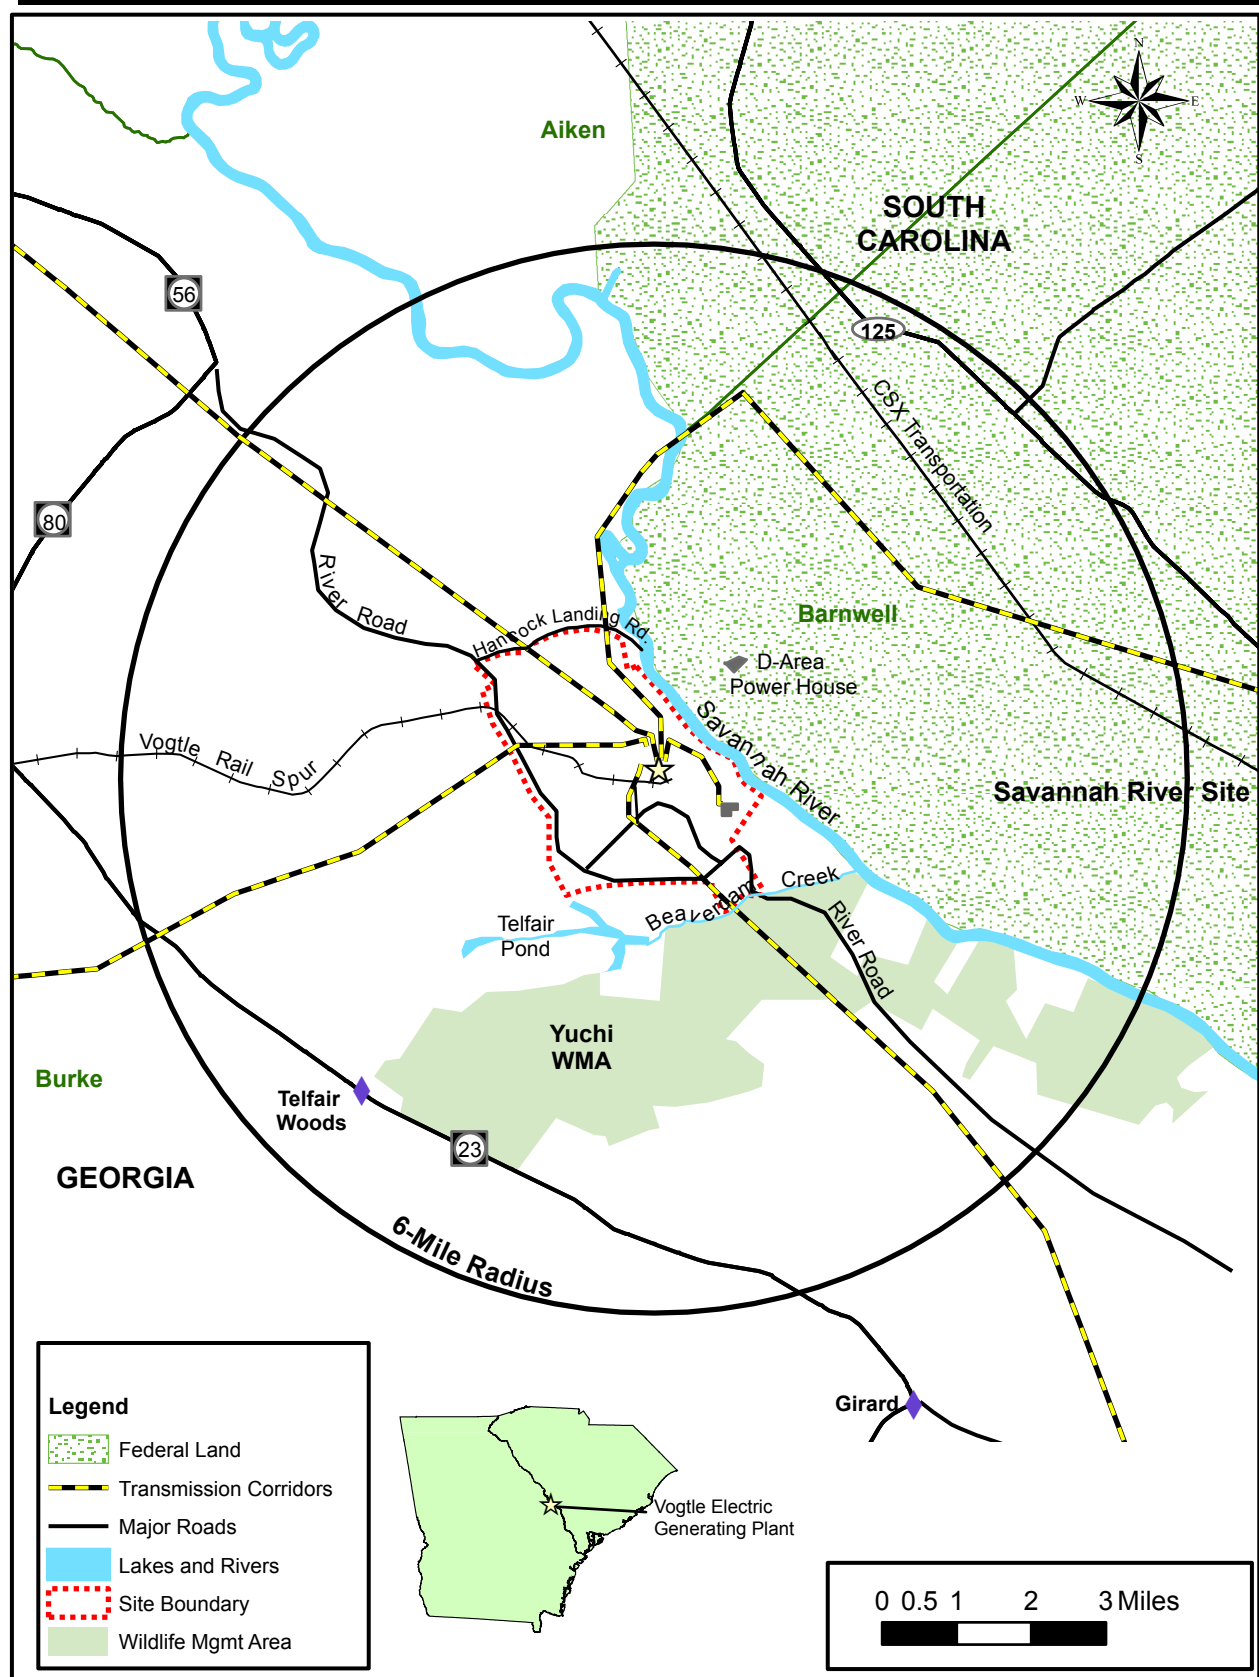 N
W
E
S
Aiken
SOUTH
CAROLINA
56
125
CSX Transportation
80
River Road
Hancock Landing Rd.
Barnwell
D-Area
Power House
Savannah River
Vogtle Rail Spur
Savannah River Site
Beaverdam Creek
Telfair
Pond
River Road
Yuchi
WMA
Burke
Telfair
Woods
23
GEORGIA
6-Mile Radius
Girard
Legend
Federal Land
Transmission Corridors
Major Roads
Lakes and Rivers
Site Boundary
Wildlife Mgmt Area
Vogtle Electric
Generating Plant
0 0.5 1 2 3 Miles